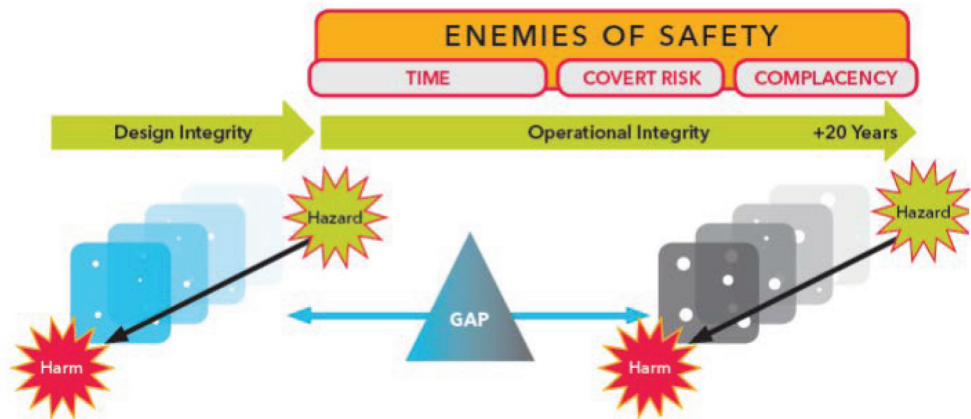 ENEMIES OF SAFETY
TIME
COVERT RISK
COMPLACENCY
Design Integrity
Operational Integrity
+20 Years
Hazard
Hazard
GAP
Harm
Harm